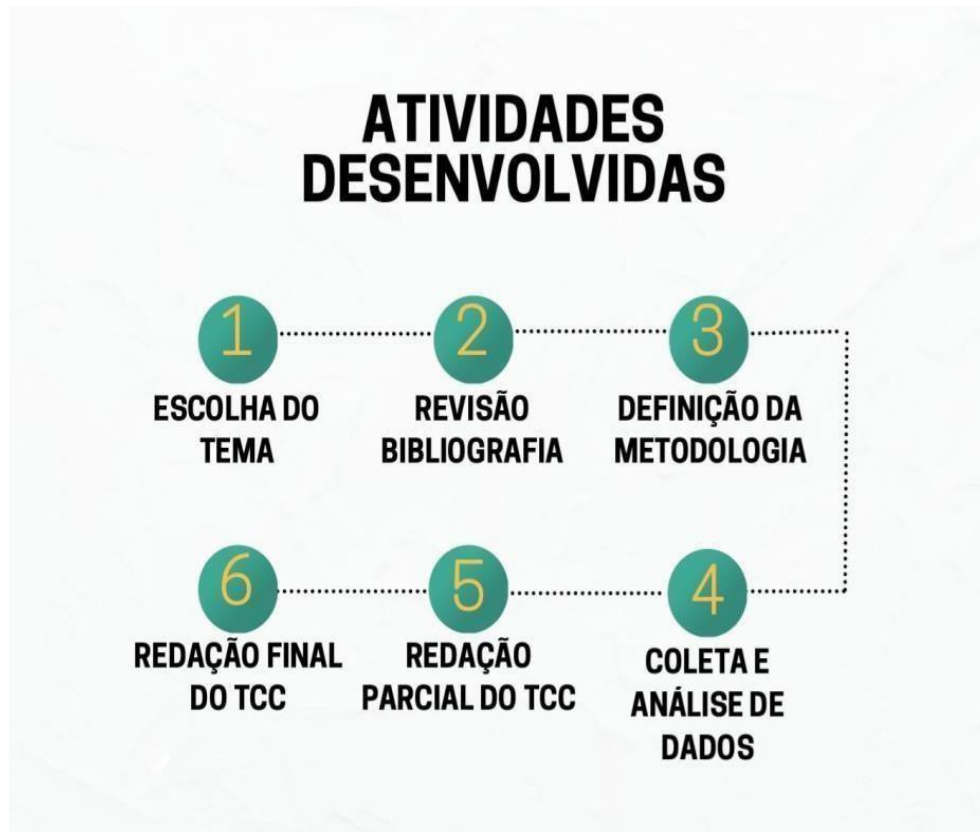 ATIVIDADES
DESENVOLVIDAS
1
ESCOLHA DO
TEMA
2
REVISÃO
BIBLIOGRAFIA
3
DEFINIÇÃO DA
METODOLOGIA
4
COLETA E
ANÁLISE DE
DADOS
5
REDAÇÃO
PARCIAL DO TCC
6
REDAÇÃO FINAL
DO TCC